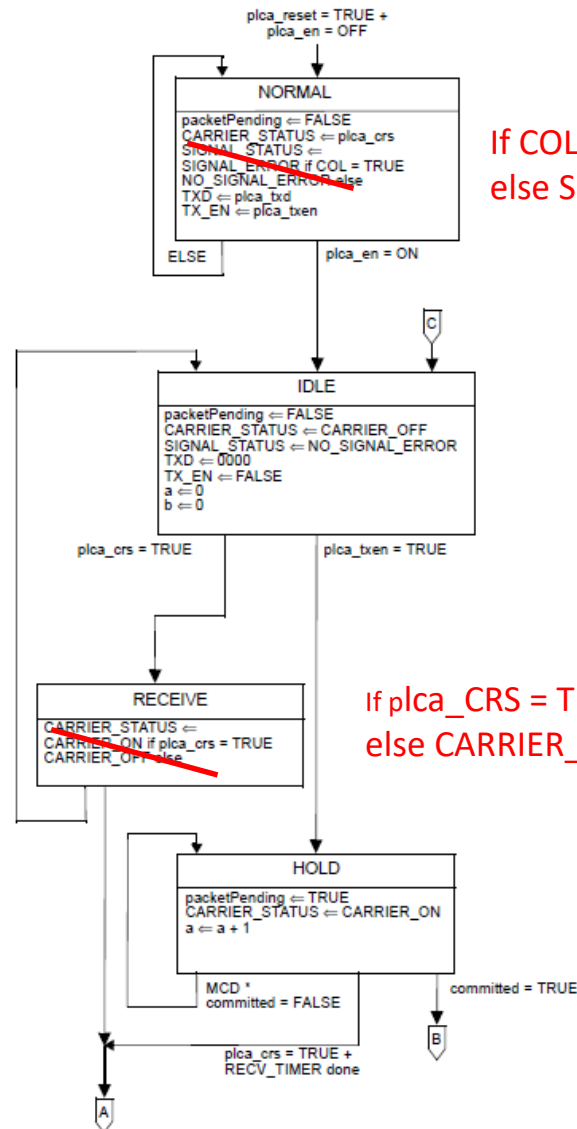 plca_reset = TRUE +
plca_en = OFF
NORMAL
packetPending ⇐ FALSE
CARRIER_STATUS ⇐ plca_crs
SIGNAL_STATUS ⇐
SIGNAL_ERROR if COL = TRUE
NO_SIGNAL_ERROR else
TXD ⇐ plca_txd
TX_EN ⇐ plca_txen
If COL
else S
ELSE
plca_en = ON
C
IDLE
packetPending ⇐ FALSE
CARRIER_STATUS ⇐ CARRIER_OFF
SIGNAL_STATUS ⇐ NO_SIGNAL_ERROR
TXD ⇐ 0000
TX_EN ⇐ FALSE
a ⇐ 0
b ⇐ 0
plca_crs = TRUE
plca_txen = TRUE
RECEIVE
CARRIER_STATUS ⇐
CARRIER_ON if plca_crs = TRUE
CARRIER_OFF else
If plca_CRS = T
else CARRIER_
HOLD
packetPending ⇐ TRUE
CARRIER_STATUS ⇐ CARRIER_ON
a ⇐ a + 1
MCD *
committed = FALSE
committed = TRUE
B
plca_crs = TRUE +
RECV_TIMER done
A